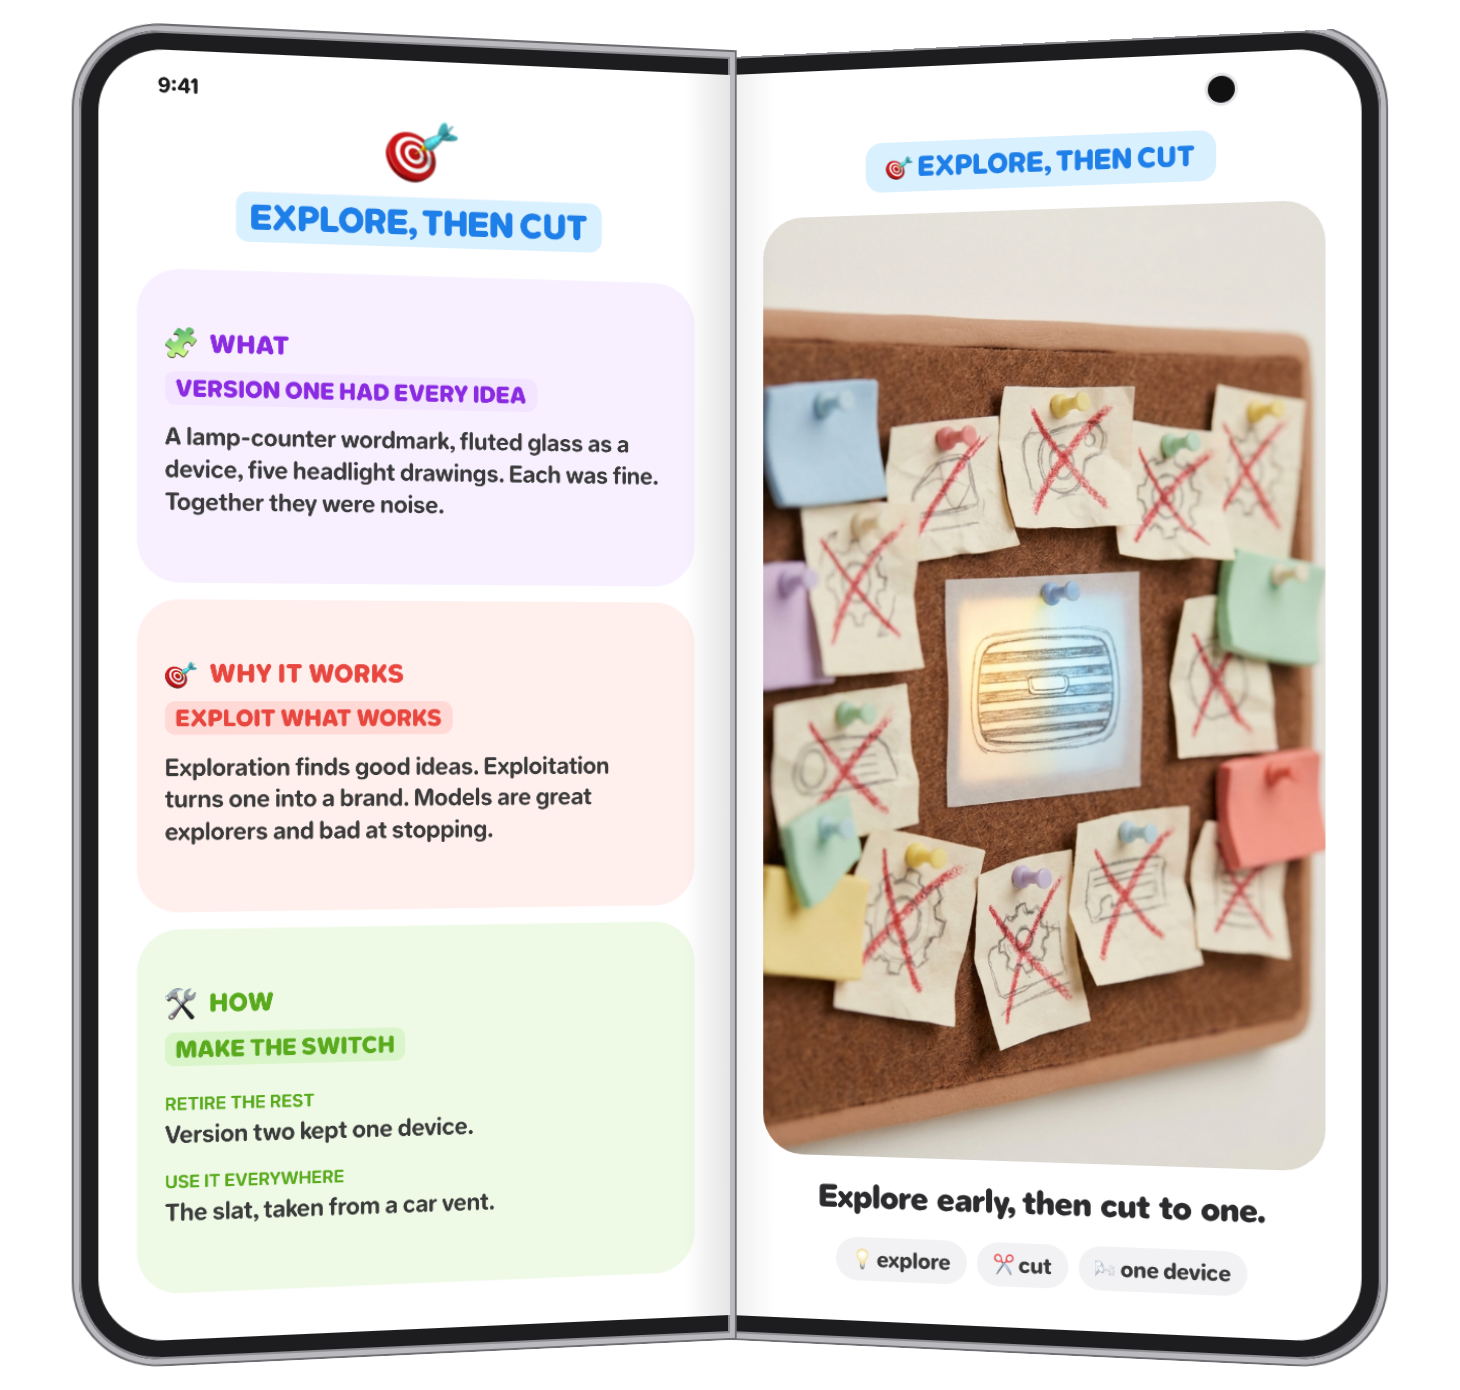 9:41
EXPLORE, THEN CUT
WHAT
VERSION ONE HAD EVERY IDEA
A lamp-counter wordmark, fluted glass as a
device, five headlight drawings. Each was fine.
Together they were noise.
WHY IT WORKS
EXPLOIT WHAT WORKS
Exploration finds good ideas. Exploitation
turns one into a brand. Models are great
explorers and bad at stopping.
HOW
MAKE THE SWITCH
RETIRE THE REST
Version two kept one device.
USE IT EVERYWHERE
The slat, taken from a car vent.
EXPLORE, THEN CUT
Explore early, then cut to one.
explore
cut
one device